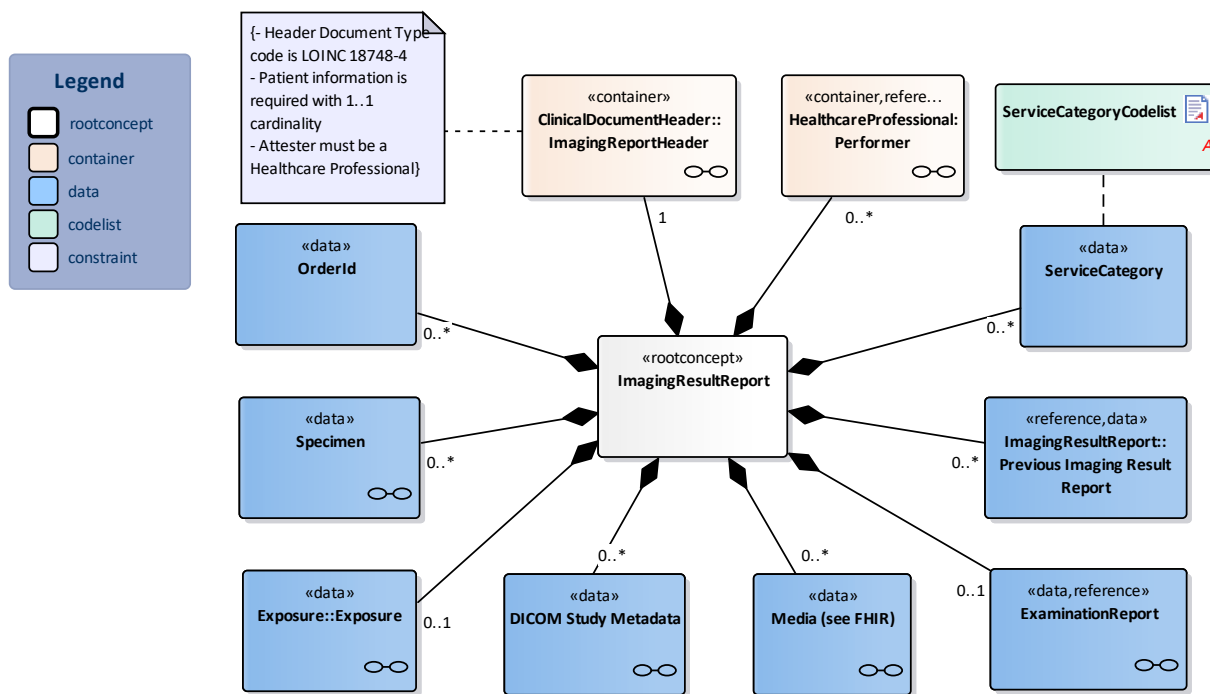 Legend
rootconcept
container
data
codelist
constraint
{- Header Document Type
code is LOINC 18748-4
- Patient information is
required with 1..1
cardinality
- Attester must be a
Healthcare Professional}
«container»
ClinicalDocumentHeader::
ImagingReportHeader
1
«container,refere...
HealthcareProfessional:
Performer
0..*
ServiceCategoryCodelist
A
«data»
ServiceCategory
0..*
«data»
OrderId
0..*
«rootconcept»
ImagingResultReport
«data»
Specimen
0..*
«reference,data»
ImagingResultReport::
Previous Imaging Result
Report
0..*
«data»
Exposure::Exposure
0..1
«data»
DICOM Study Metadata
0..*
«data»
Media (see FHIR)
0..*
«data,reference»
ExaminationReport
0..1